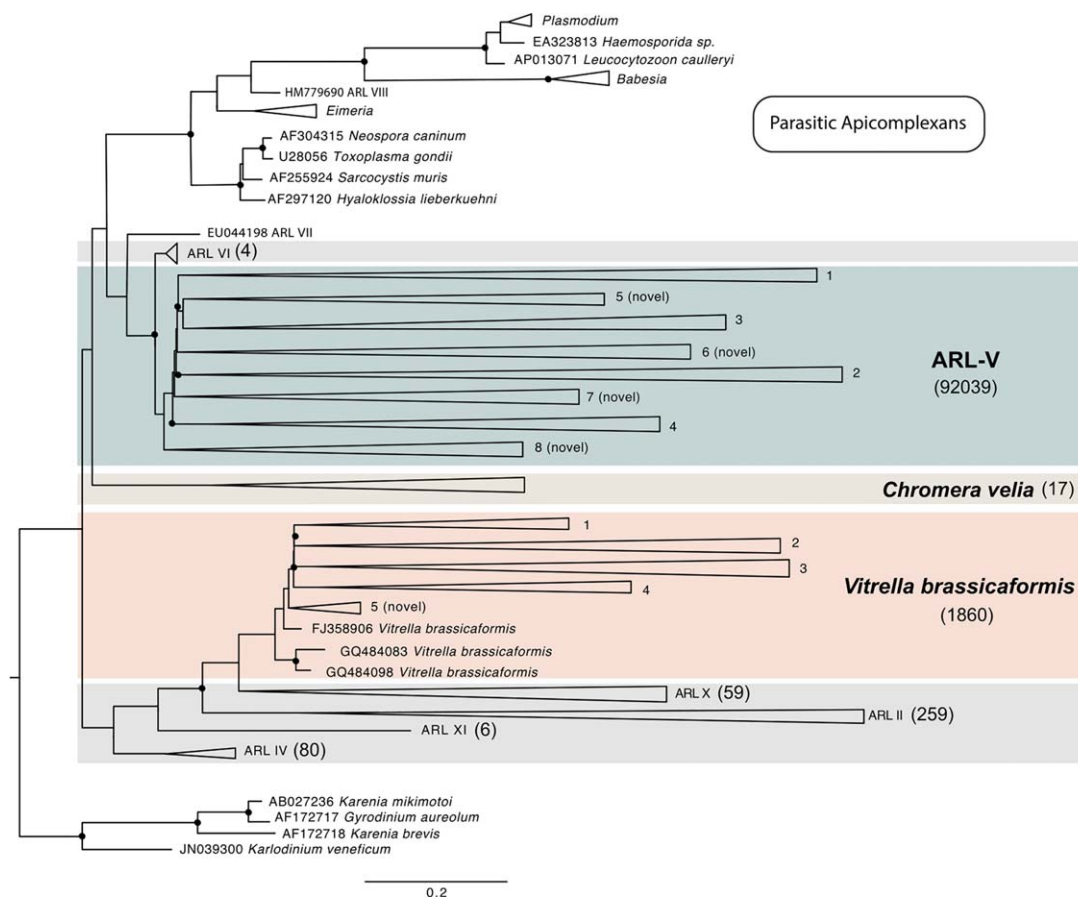 Plasmodium
EA323813 Haemosporida sp.
AP013071 Leucocytozoon caulleryi
Babesia
HM779690 ARL VIII
Eimeria
Parasitic Apicomplexans
AF304315 Neospora caninum
U28056 Toxoplasma gondii
AF255924 Sarcocystis muris
AF297120 Hyaloklossia lieberkuehni
EU044198 ARL VII
ARL VI (4)
1
5 (novel)
3
6 (novel)
2
7 (novel)
4
8 (novel)
ARL-V
(92039)
Chromera velia (17)
1
2
3
4
5 (novel)
FJ358906 Vitrella brassicaformis
GQ484083 Vitrella brassicaformis
GQ484098 Vitrella brassicaformis
Vitrella brassicaformis
(1860)
ARL X (59)
ARL II (259)
ARL XI (6)
ARL IV (80)
AB027236 Karenia mikimotoi
AF172717 Gyrodinium aureolum
AF172718 Karenia brevis
JN039300 Karlodinium veneficum
0.2